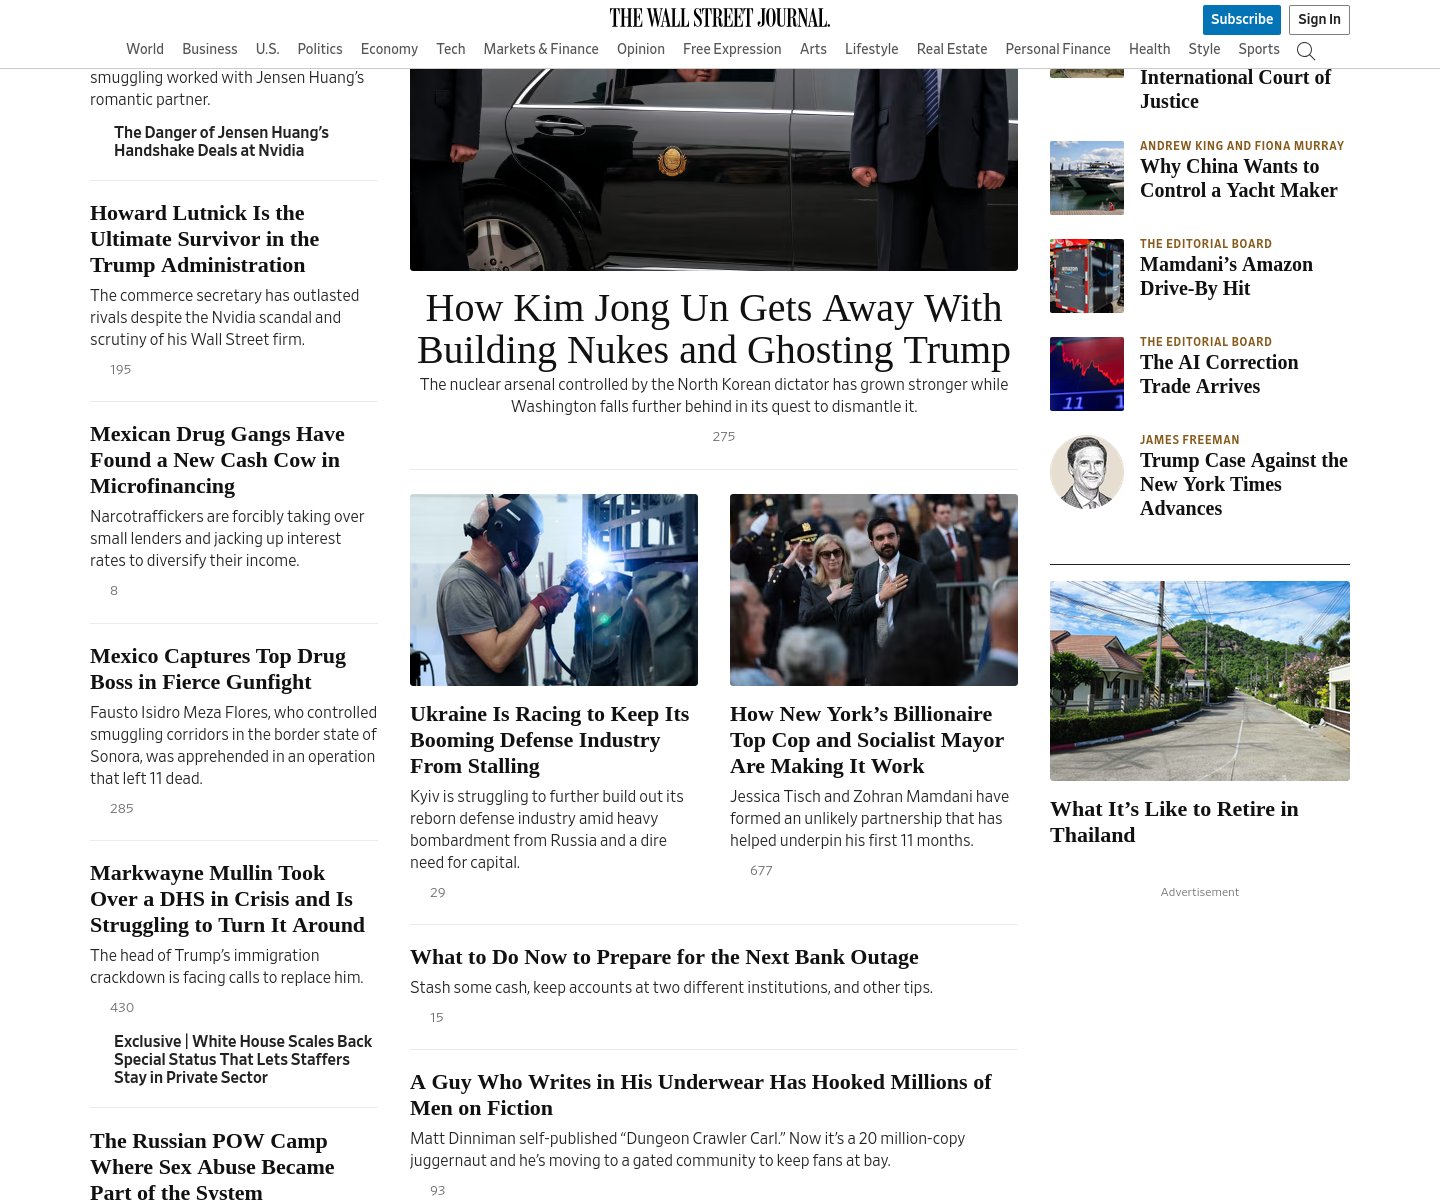 THE WALL STREET JOURNAL.
Subscribe
Sign In
World Business U.S. Politics Economy Tech Markets & Finance Opinion Free Expression Arts Lifestyle Real Estate Personal Finance Health Style Sports
smuggling worked with Jensen Huang’s
romantic partner.
The Danger of Jensen Huang’s
Handshake Deals at Nvidia
Howard Lutnick Is the
Ultimate Survivor in the
Trump Administration
The commerce secretary has outlasted
rivals despite the Nvidia scandal and
scrutiny of his Wall Street firm.
195
Mexican Drug Gangs Have
Found a New Cash Cow in
Microfinancing
Narcotraffickers are forcibly taking over
small lenders and jacking up interest
rates to diversify their income.
8
Mexico Captures Top Drug
Boss in Fierce Gunfight
Fausto Isidro Meza Flores, who controlled
smuggling corridors in the border state of
Sonora, was apprehended in an operation
that left 11 dead.
285
Markwayne Mullin Took
Over a DHS in Crisis and Is
Struggling to Turn It Around
The head of Trump’s immigration
crackdown is facing calls to replace him.
430
Exclusive | White House Scales Back
Special Status That Lets Staffers
Stay in Private Sector
The Russian POW Camp
Where Sex Abuse Became
Part of the System
How Kim Jong Un Gets Away With
Building Nukes and Ghosting Trump
The nuclear arsenal controlled by the North Korean dictator has grown stronger while
Washington falls further behind in its quest to dismantle it.
275
Ukraine Is Racing to Keep Its
Booming Defense Industry
From Stalling
Kyiv is struggling to further build out its
reborn defense industry amid heavy
bombardment from Russia and a dire
need for capital.
29
How New York’s Billionaire
Top Cop and Socialist Mayor
Are Making It Work
Jessica Tisch and Zohran Mamdani have
formed an unlikely partnership that has
helped underpin his first 11 months.
677
What to Do Now to Prepare for the Next Bank Outage
Stash some cash, keep accounts at two different institutions, and other tips.
15
A Guy Who Writes in His Underwear Has Hooked Millions of
Men on Fiction
Matt Dinniman self-published “Dungeon Crawler Carl.” Now it’s a 20 million-copy
juggernaut and he’s moving to a gated community to keep fans at bay.
93
International Court of
Justice
ANDREW KING AND FIONA MURRAY
Why China Wants to
Control a Yacht Maker
THE EDITORIAL BOARD
amazon
Mamdani’s Amazon
Drive-By Hit
THE EDITORIAL BOARD
11
The AI Correction
Trade Arrives
JAMES FREEMAN
Trump Case Against the
New York Times
Advances
What It’s Like to Retire in
Thailand
Advertisement